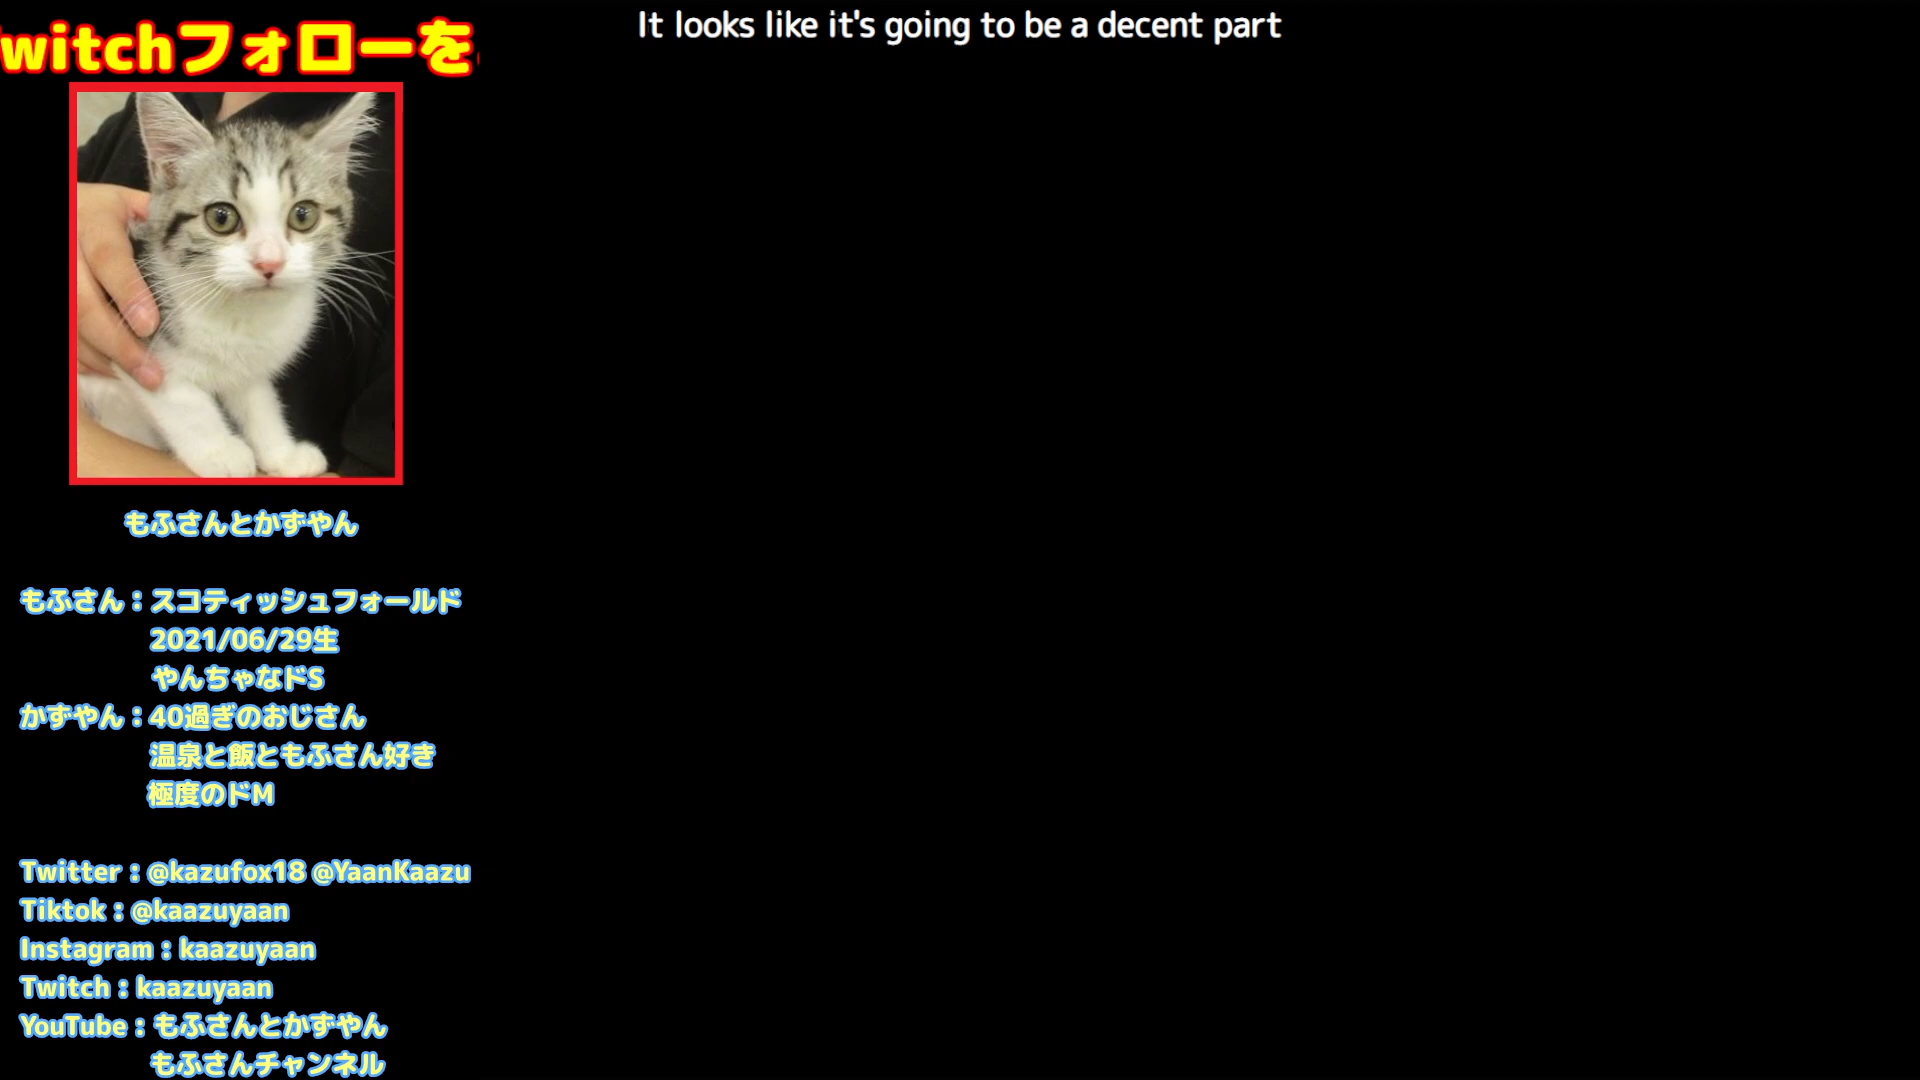 witchフォローを
It looks like it's going to be a decent part
もふさんとかずやん
もふさん：スコティッシュフォールド
2021/06/29生
やんちゃなドS
かずやん：40過ぎのおじさん
温泉と飯ともふさん好き
極度のドM
Twitter：@kazufox18 @YaanKaazu
Tiktok：@kaazuyaan
Instagram：kaazuyaan
Twitch：kaazuyaan
YouTube：もふさんとかずやん
もふさんチャンネル